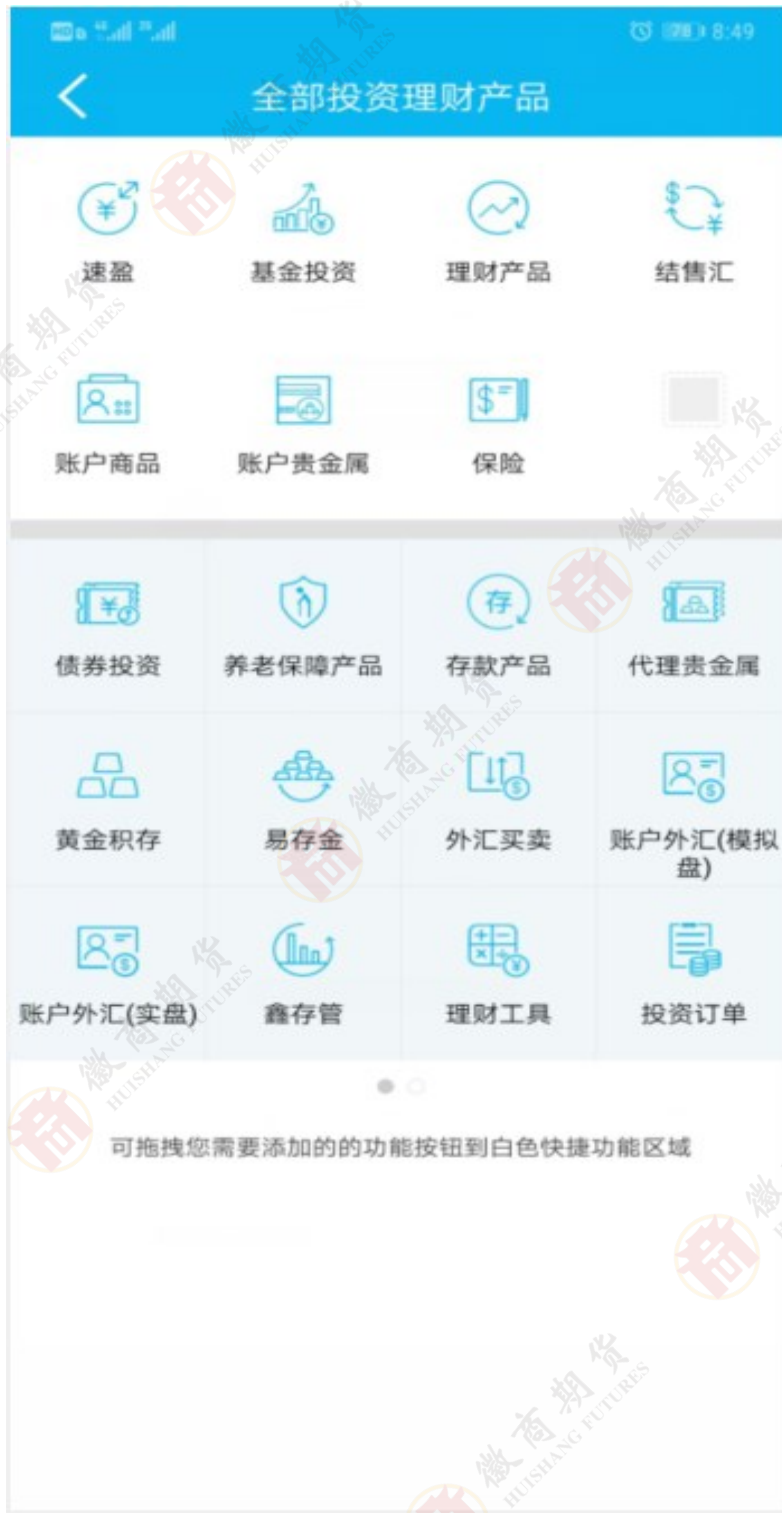 HD 4G 2G 78 8:49
全部投资理财产品
速盈 基金投资 理财产品 结售汇
账户商品 账户贵金属 保险
债券投资 养老保障产品 存款产品 代理贵金属
黄金积存 易存金 外汇买卖 账户外汇(模拟
盘)
账户外汇(实盘) 鑫存管 理财工具 投资订单
可拖拽您需要添加的的功能按钮到白色快捷功能区域
徽商期货
HUISHANG FUTURES